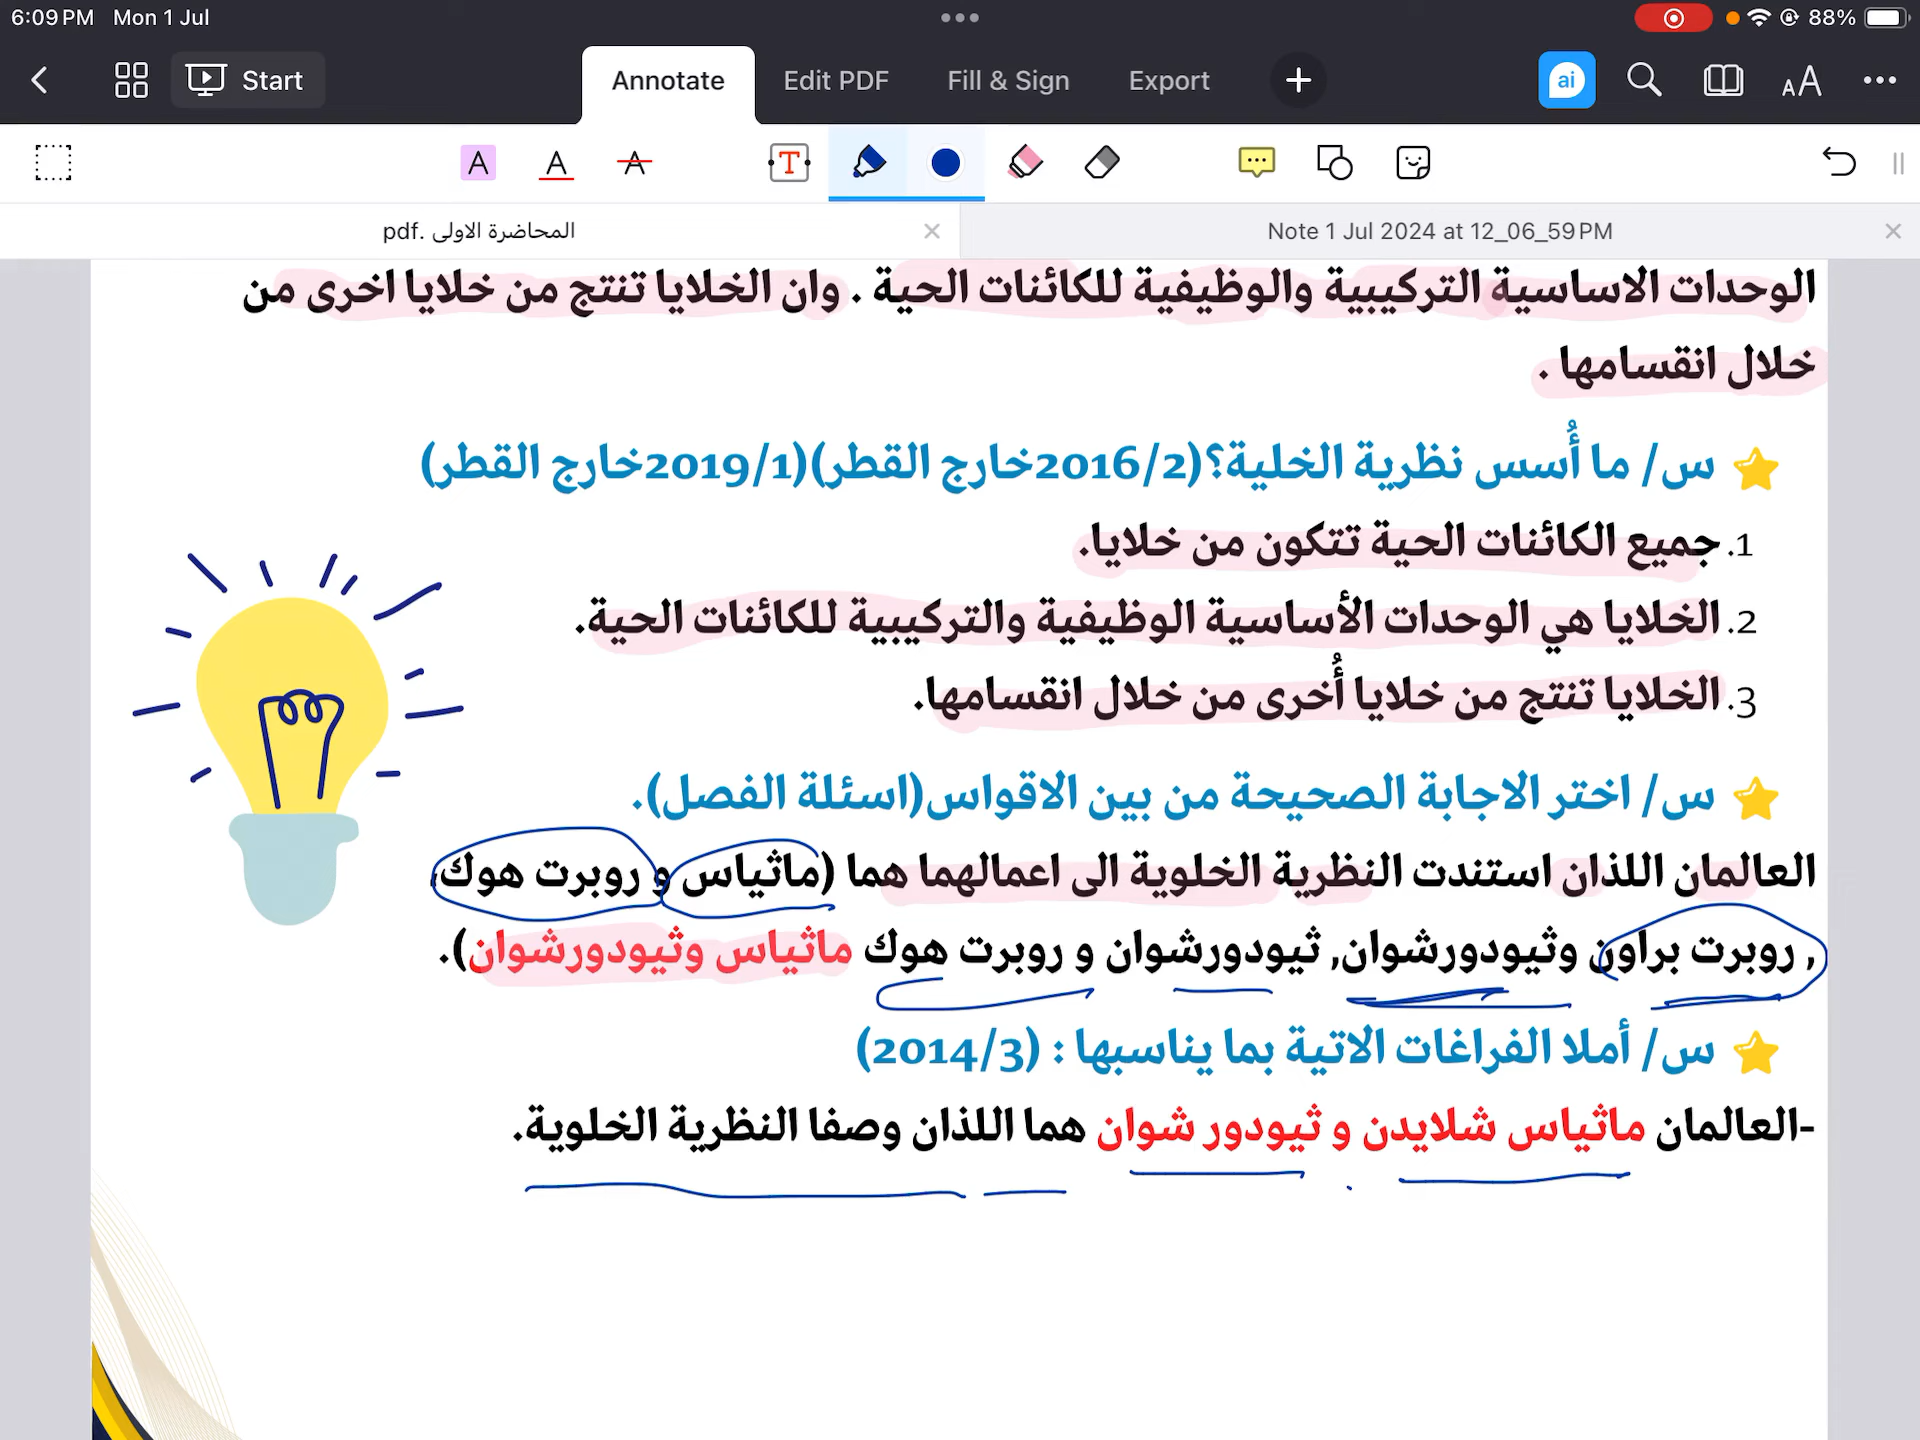 6:09 PM Mon 1 Jul
88%
Start
Annotate
Edit PDF
Fill & Sign
Export
ai
AA
المحاضرة الاولى .pdf
Note 1 Jul 2024 at 12_06_59 PM
الوحدات الاساسية التركيبية والوظيفية للكائنات الحية . وان الخلايا تنتج من خلايا اخرى من
خلال انقسامها .
س/ ما أُسس نظرية الخلية؟(2016/2خارج القطر)(2019/1خارج القطر)
1. جميع الكائنات الحية تتكون من خلايا.
2. الخلايا هي الوحدات الأساسية الوظيفية والتركيبية للكائنات الحية.
3. الخلايا تنتج من خلايا أُخرى من خلال انقسامها.
س/ اختر الاجابة الصحيحة من بين الاقواس(اسئلة الفصل).
العالمان اللذان استندت النظرية الخلوية الى اعمالهما هما (ماثياس و روبرت هوك,
, روبرت براون وثيودورشوان, ثيودورشوان و روبرت هوك ماثياس وثيودورشوان).
س/ أملا الفراغات الاتية بما يناسبها : (2014/3)
-العالمان ماثياس شلايدن و ثيودور شوان هما اللذان وصفا النظرية الخلوية.